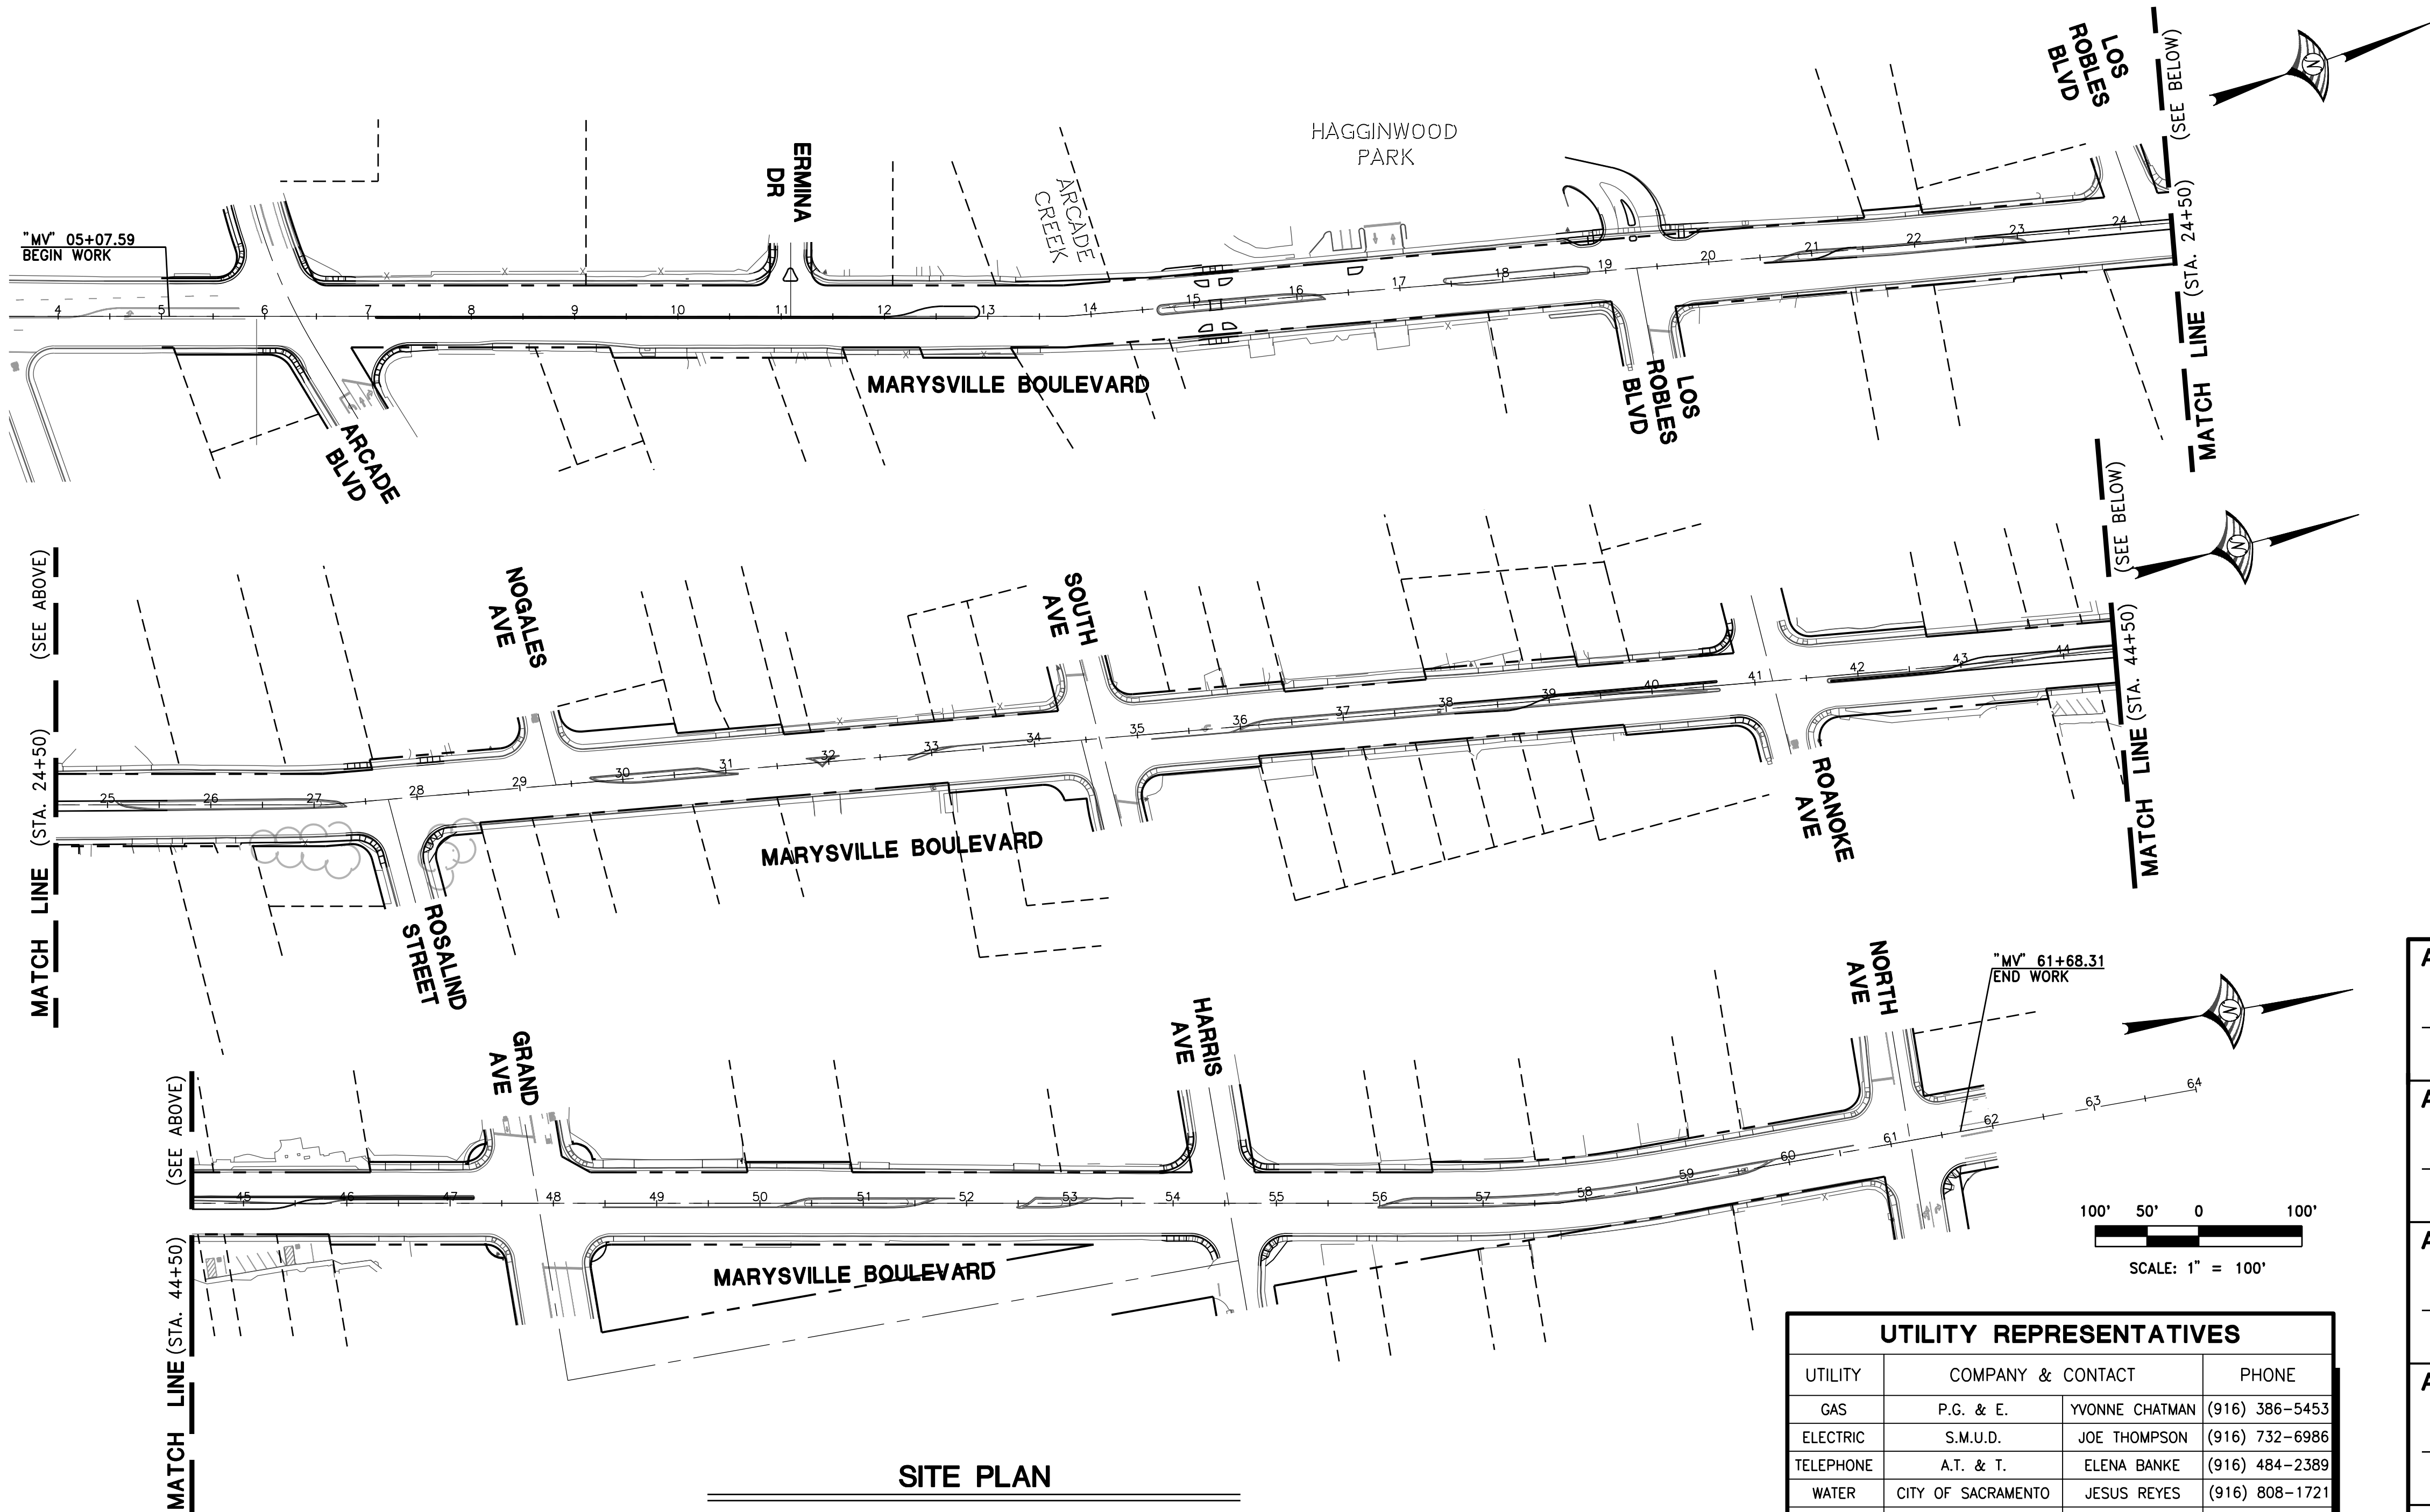 LOS
ROBLES
BLVD
(SEE BELOW)
N
HAGGINWOOD
PARK
ERMINA
DR
ARCADE
CREEK
"MV" 05+07.59
BEGIN WORK
4 5 6 7 8 9 10 11 12 13 14 15 16 17 18 19 20 21 22 23 24
MATCH LINE (STA. 24+50)
MARYSVILLE BOULEVARD
ARCADE
BLVD
LOS
ROBLES
BLVD
(SEE ABOVE)
NOGALES
AVE
SOUTH
AVE
(SEE BELOW)
N
MATCH LINE (STA. 24+50)
25 26 27 28 29 30 31 32 33 34 35 36 37 38 39 40 41 42 43 44
MATCH LINE (STA. 44+50)
MARYSVILLE BOULEVARD
ROSALIND
STREET
ROANOKE
AVE
(SEE ABOVE)
GRAND
AVE
HARRIS
AVE
NORTH
AVE
"MV" 61+68.31
END WORK
N
MATCH LINE (STA. 44+50)
45 46 47 48 49 50 51 52 53 54 55 56 57 58 59 60 61 62 63 64
MARYSVILLE BOULEVARD
100' 50' 0 100'
SCALE: 1" = 100'
SITE PLAN
UTILITY REPRESENTATIVES
UTILITY COMPANY & CONTACT PHONE
GAS P.G. & E. YVONNE CHATMAN (916) 386-5453
ELECTRIC S.M.U.D. JOE THOMPSON (916) 732-6986
TELEPHONE A.T. & T. ELENA BANKE (916) 484-2389
WATER CITY OF SACRAMENTO JESUS REYES (916) 808-1721